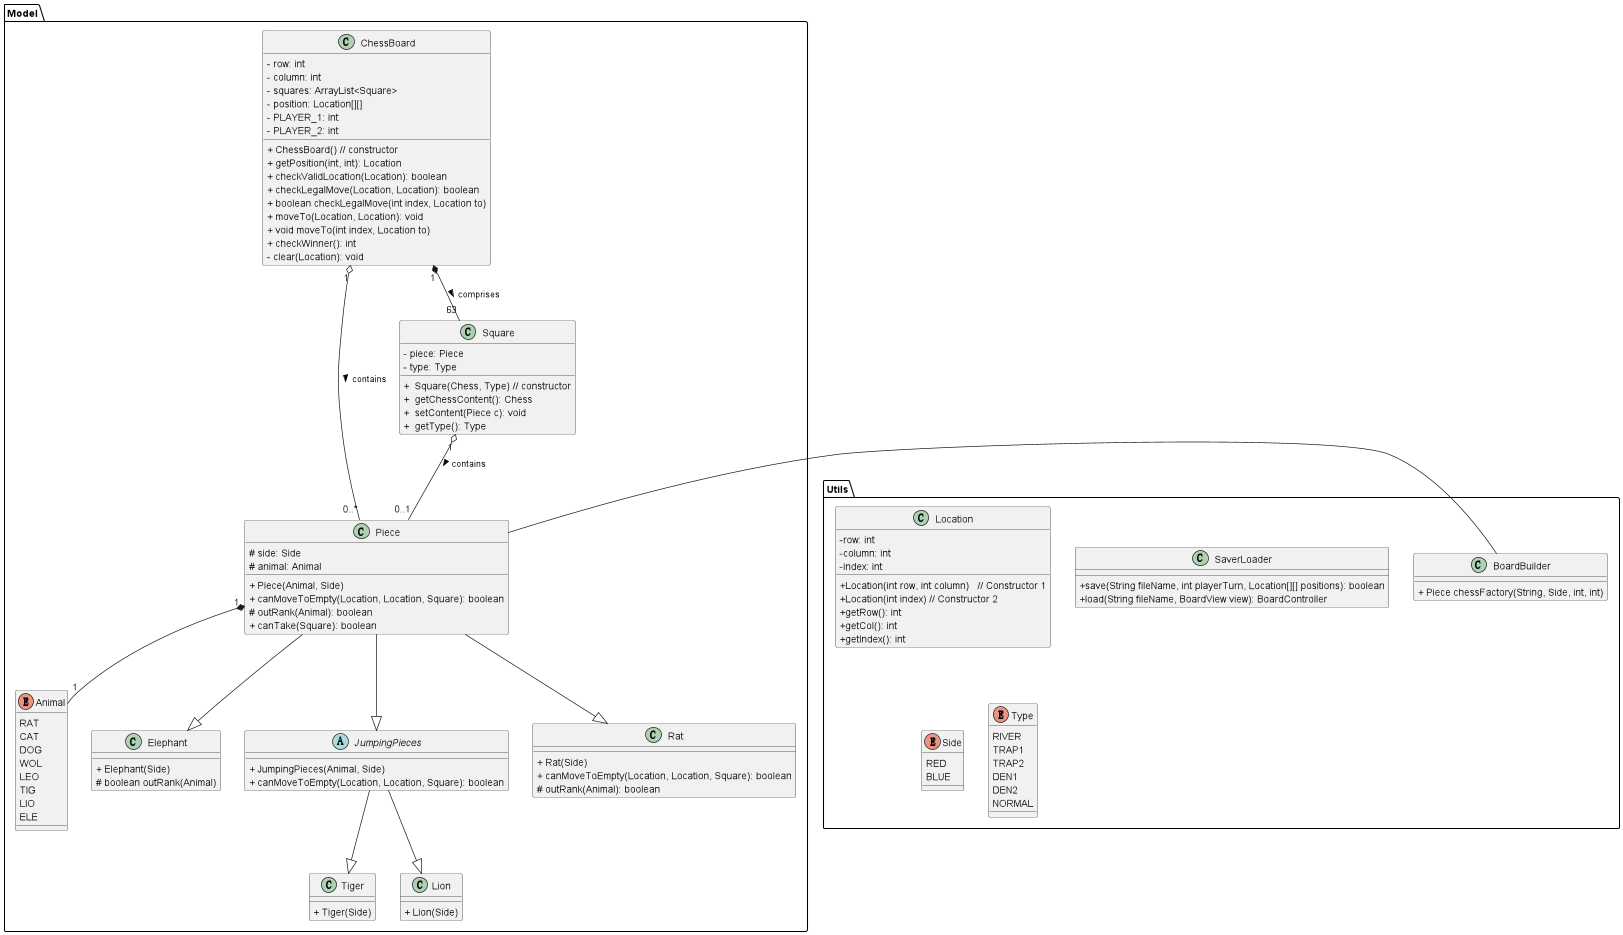 Model
C ChessBoard
- row: int
- column: int
- squares: ArrayList<Square>
- position: Location[][]
- PLAYER_1: int
- PLAYER_2: int
+ ChessBoard() // constructor
+ getPosition(int, int): Location
+ checkValidLocation(Location): boolean
+ checkLegalMove(Location, Location): boolean
+ boolean checkLegalMove(int index, Location to)
+ moveTo(Location, Location): void
+ void moveTo(int index, Location to)
+ checkWinner(): int
- clear(Location): void
1
1
comprises
63
C Square
- piece: Piece
- type: Type
+ Square(Chess, Type) // constructor
+ getChessContent(): Chess
+ setContent(Piece c): void
+ getType(): Type
contains
1
contains
0..*
0..1
C Piece
# side: Side
# animal: Animal
+ Piece(Animal, Side)
+ canMoveToEmpty(Location, Location, Square): boolean
# outRank(Animal): boolean
+ canTake(Square): boolean
1
1
E Animal
RAT
CAT
DOG
WOL
LEO
TIG
LIO
ELE
C Elephant
+ Elephant(Side)
# boolean outRank(Animal)
A JumpingPieces
+ JumpingPieces(Animal, Side)
+ canMoveToEmpty(Location, Location, Square): boolean
C Rat
+ Rat(Side)
+ canMoveToEmpty(Location, Location, Square): boolean
# outRank(Animal): boolean
C Tiger
+ Tiger(Side)
C Lion
+ Lion(Side)
Utils
C Location
-row: int
-column: int
-index: int
+Location(int row, int column) // Constructor 1
+Location(int index) // Constructor 2
+getRow(): int
+getCol(): int
+getIndex(): int
C SaverLoader
+save(String fileName, int playerTurn, Location[][] positions): boolean
+load(String fileName, BoardView view): BoardController
C BoardBuilder
+ Piece chessFactory(String, Side, int, int)
E Side
RED
BLUE
E Type
RIVER
TRAP1
TRAP2
DEN1
DEN2
NORMAL